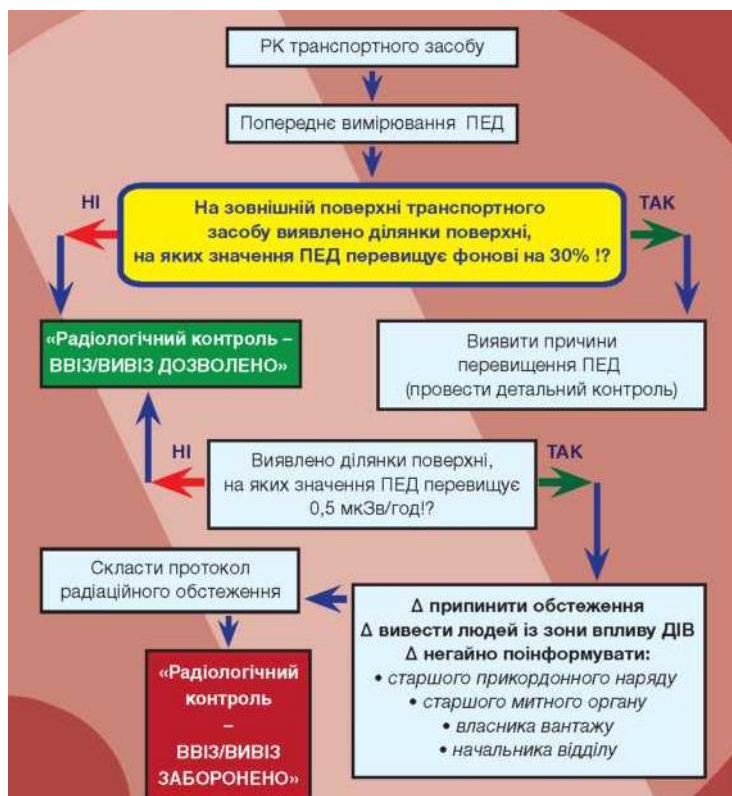 РК транспортного засобу
Попереднє вимірювання ПЕД
НІ
ТАК
На зовнішній поверхні транспортного
засобу виявлено ділянки поверхні,
на яких значення ПЕД перевищує фонові на 30% !?
«Радіологічний контроль –
ВВІЗ/ВИВІЗ ДОЗВОЛЕНО»
Виявити причини
перевищення ПЕД
(провести детальний контроль)
НІ
ТАК
Виявлено ділянки поверхні,
на яких значення ПЕД перевищує
0,5 мкЗв/год!?
Скласти протокол
радіаційного обстеження
Δ припинити обстеження
Δ вивести людей із зони впливу ДІВ
Δ негайно поінформувати:
• старшого прикордонного наряду
• старшого митного органу
• власника вантажу
• начальника відділу
«Радіологічний
контроль
–
ВВІЗ/ВИВІЗ
ЗАБОРОНЕНО»